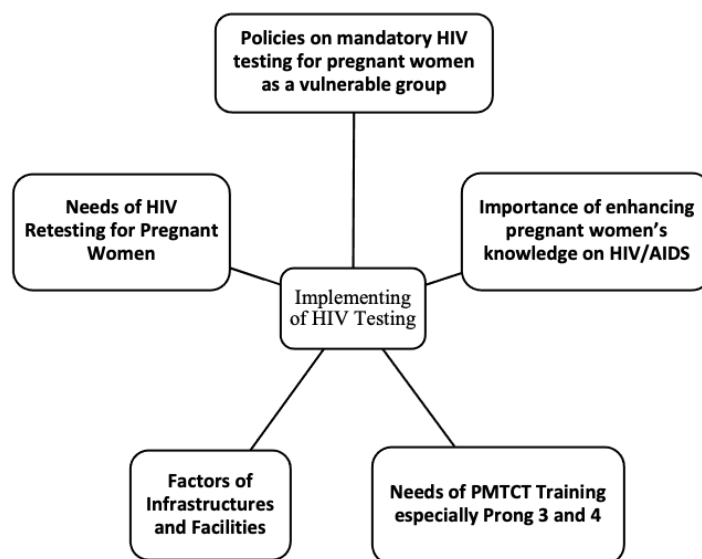 Policies on mandatory HIV
testing for pregnant women
as a vulnerable group
Needs of HIV
Retesting for Pregnant
Women
Importance of enhancing
pregnant women's
knowledge on HIV/AIDS
Implementing
of HIV Testing
Factors of
Infrastructures
and Facilities
Needs of PMTCT Training
especially Prong 3 and 4